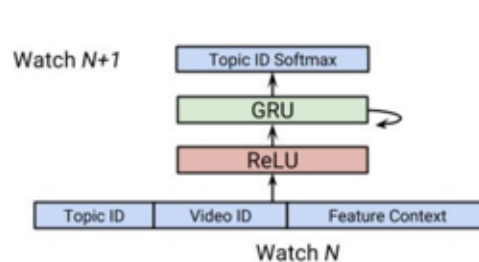 Watch N+1
Topic ID Softmax
GRU
ReLU
Topic ID
Video ID
Feature Context
Watch N